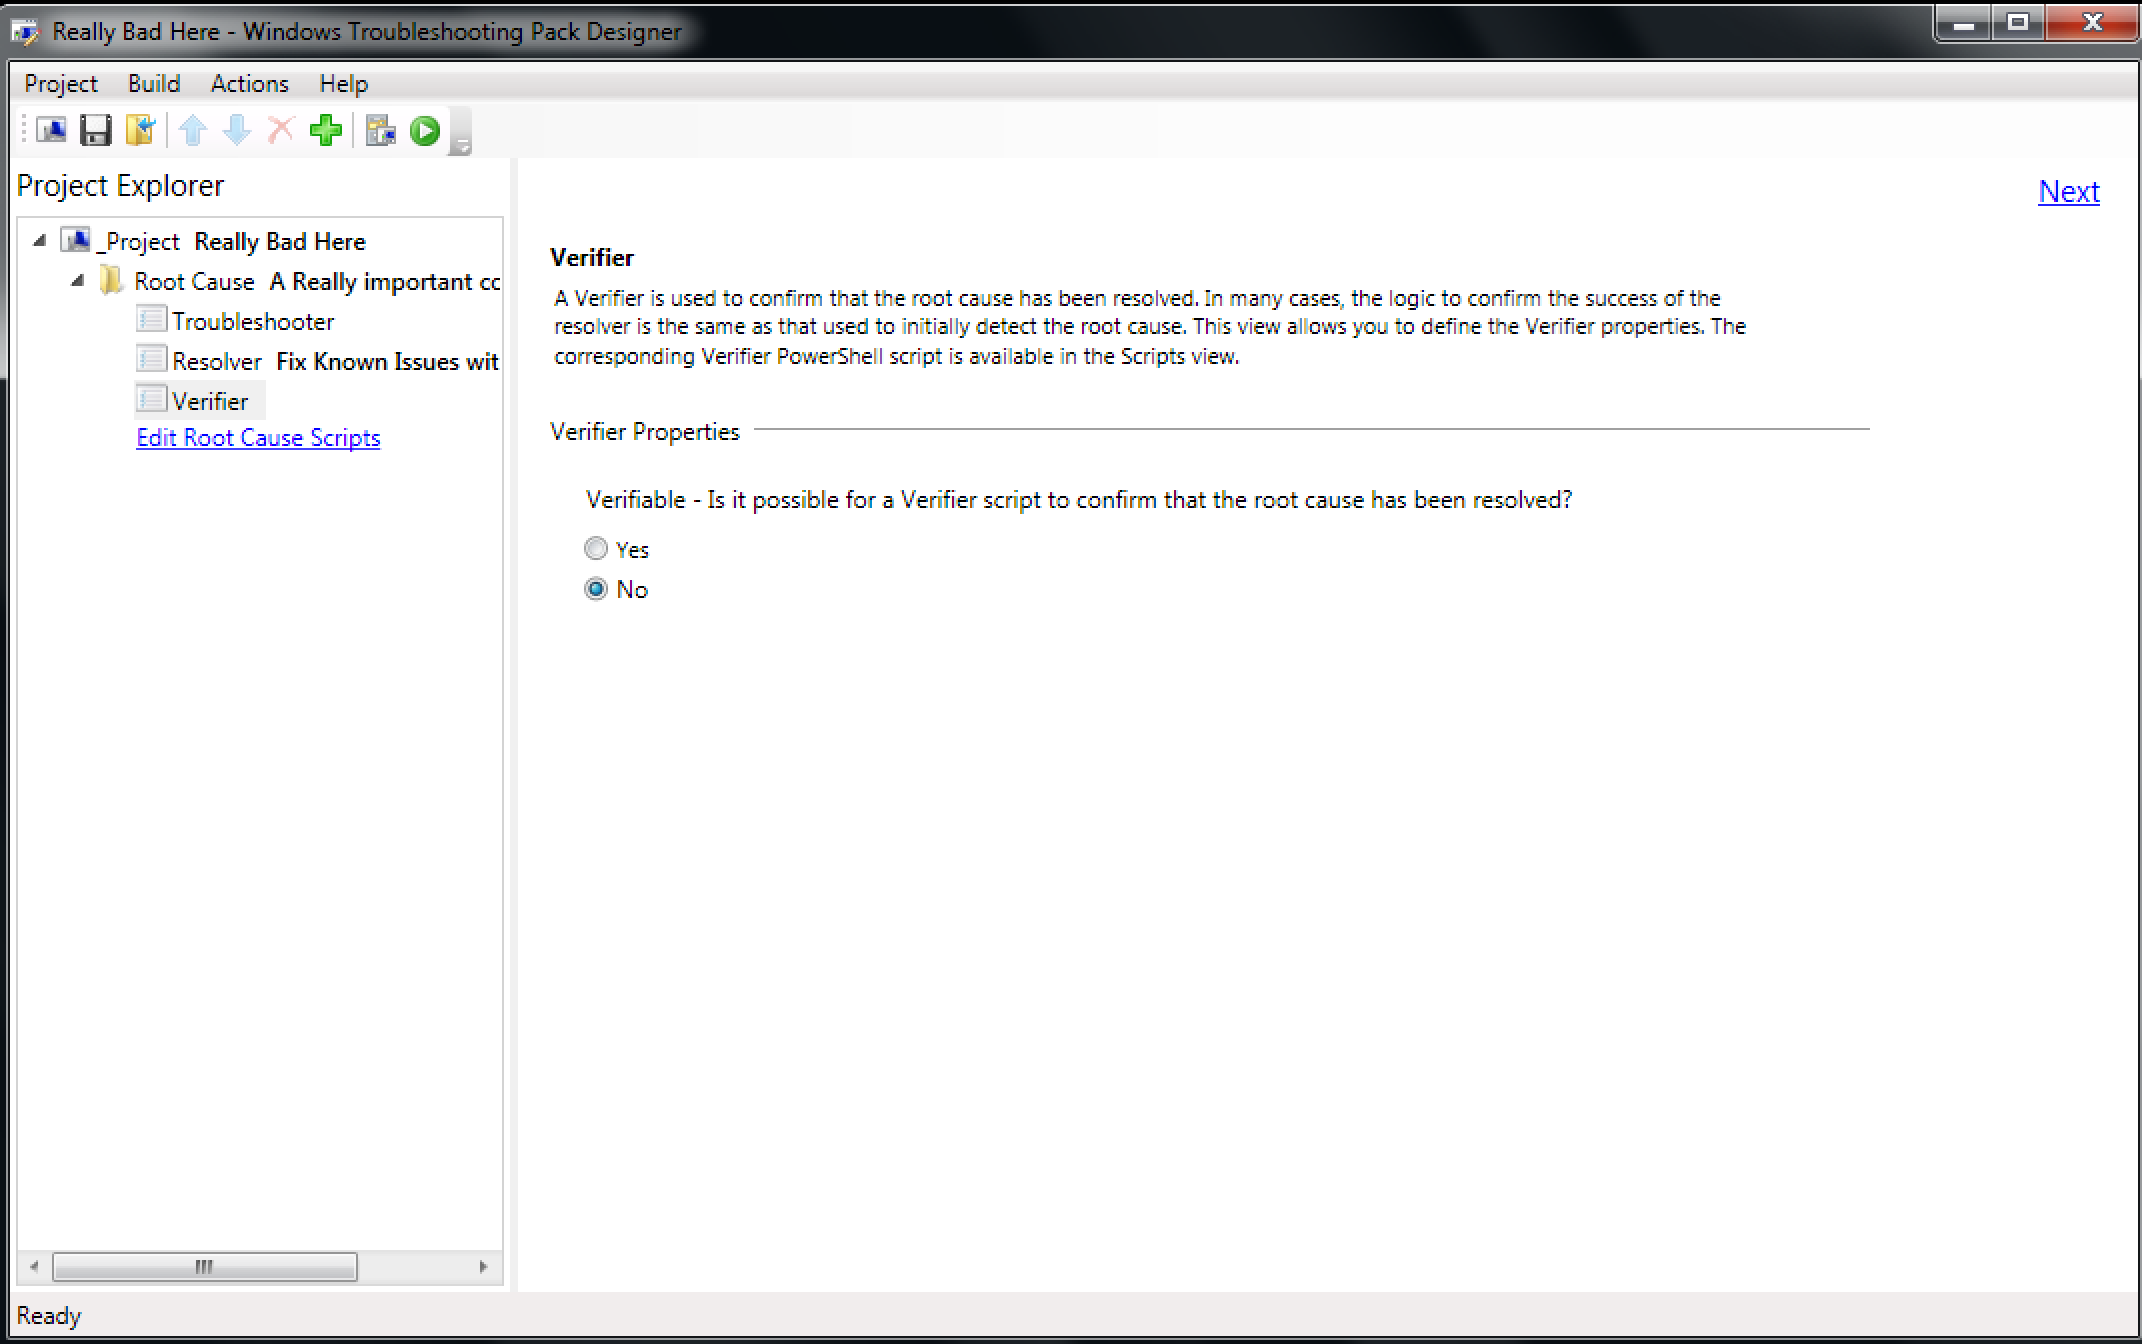 Really Bad Here - Windows Troubleshooting Pack Designer
Project Build Actions Help
Project Explorer
Next
_Project Really Bad Here
Root Cause A Really important cc
Troubleshooter
Resolver Fix Known Issues wit
Verifier
Edit Root Cause Scripts
Verifier
A Verifier is used to confirm that the root cause has been resolved. In many cases, the logic to confirm the success of the
resolver is the same as that used to initially detect the root cause. This view allows you to define the Verifier properties. The
corresponding Verifier PowerShell script is available in the Scripts view.
Verifier Properties
Verifiable - Is it possible for a Verifier script to confirm that the root cause has been resolved?
Yes
No
Ready